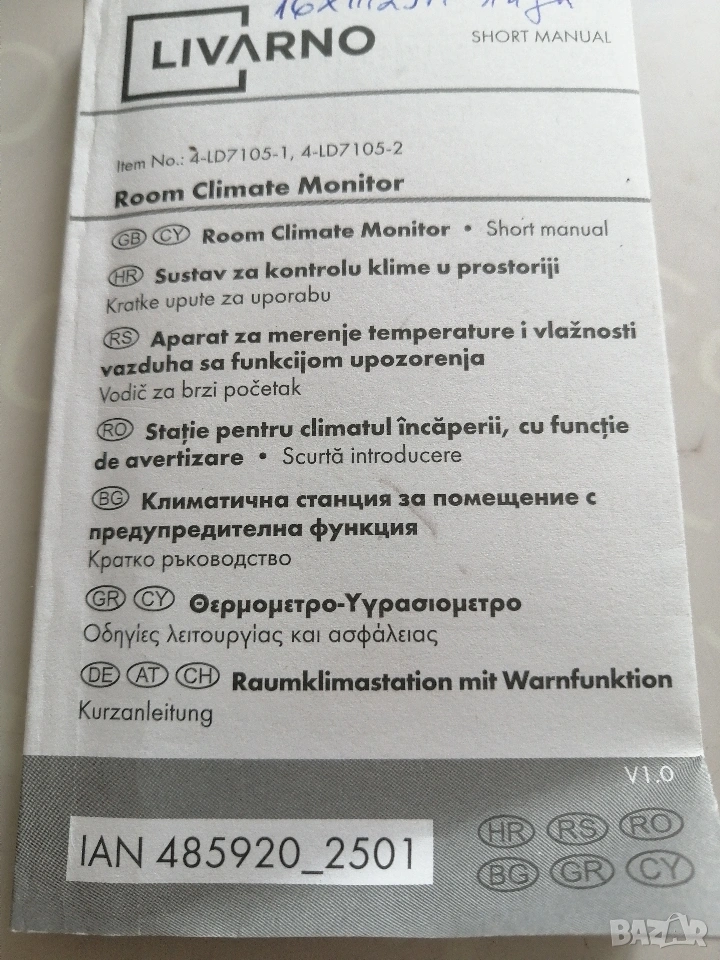 LIVARNO
SHORT MANUAL
Item No.: 4-LD7105-1, 4-LD7105-2
Room Climate Monitor
GB CY Room Climate Monitor • Short manual
HR Sustav za kontrolu klime u prostoriji
Kratke upute za uporabu
RS Aparat za merenje temperature i vlažnosti
vazduha sa funkcijom upozorenja
Vodič za brzi početak
RO Stație pentru climatul încăperii, cu funcție
de avertizare • Scurtă introducere
BG Климатична станция за помещение с
предупредителна функция
Кратко ръководство
GR CY Θερμομετρο-Υγρασιομετρο
Οδηγίες λειτουργίας και ασφάλειας
DE AT CH Raumklimastation mit Warnfunktion
Kurzanleitung
V1.0
IAN 485920_2501
HR RS RO
BG GR CY
BAZAR